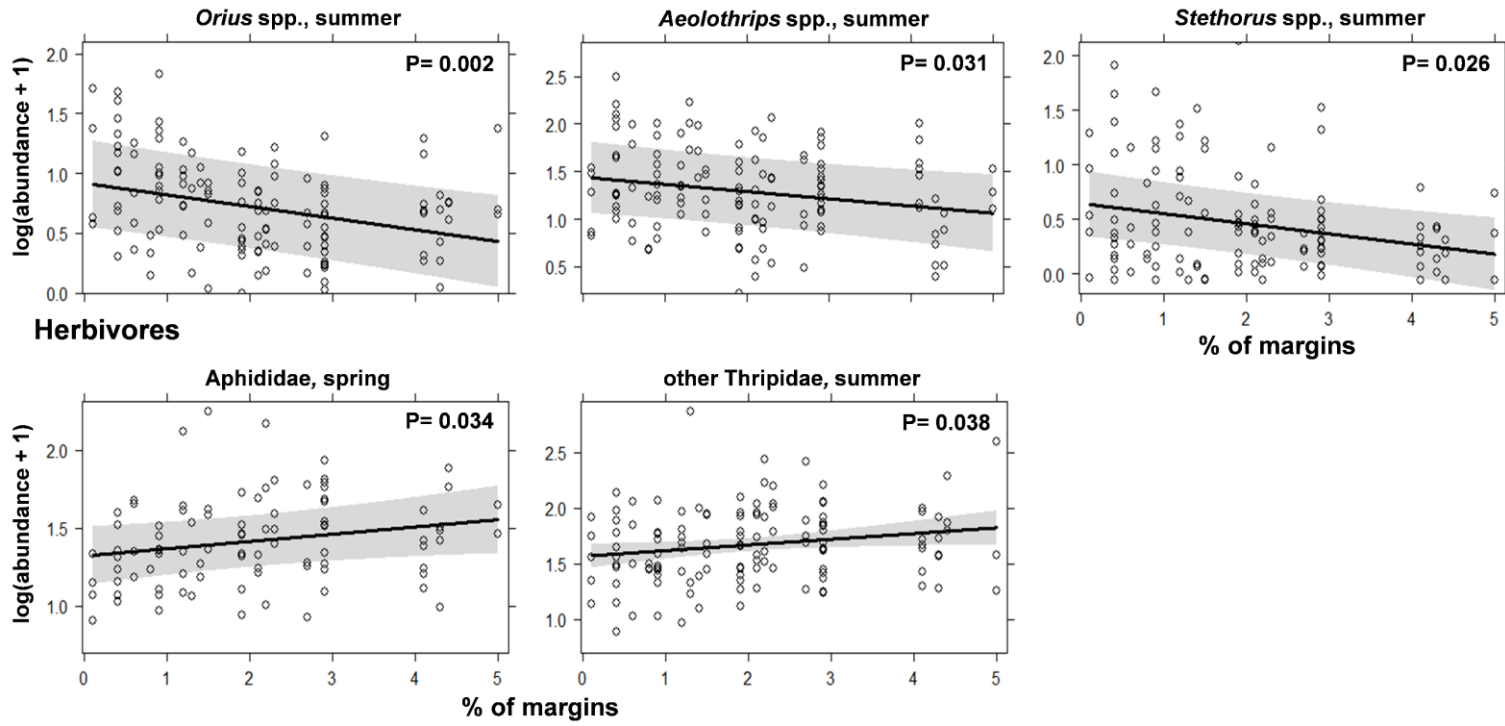 Orius spp., summer
Aeolothrips spp., summer
Stethorus spp., summer
log(abundance + 1)
2.0
1.5
1.0
0.5
0.0
P= 0.002
2.5
2.0
1.5
1.0
0.5
P= 0.031
2.0
1.5
1.0
0.5
0.0
P= 0.026
0 1 2 3 4 5
% of margins
Herbivores
Aphididae, spring
other Thripidae, summer
log(abundance + 1)
2.0
1.5
1.0
P= 0.034
2.5
2.0
1.5
1.0
P= 0.038
0 1 2 3 4 5
0 1 2 3 4 5
% of margins